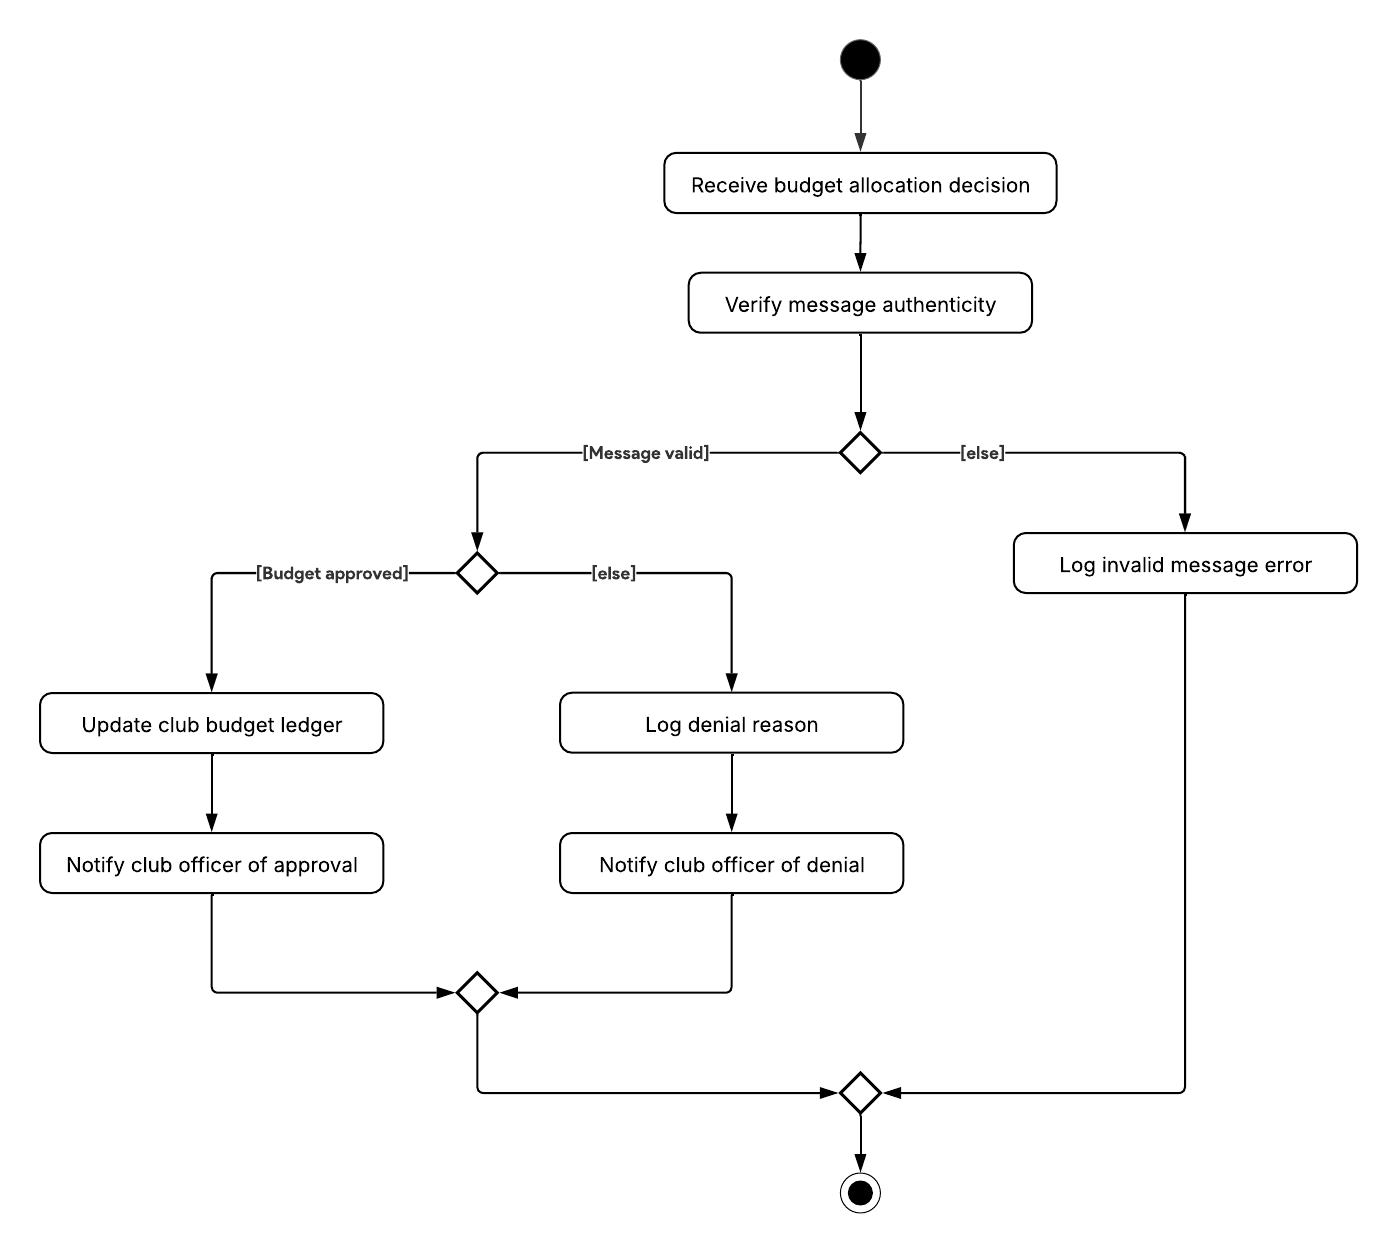 Receive budget allocation decision
Verify message authenticity
[Message valid]
[else]
[Budget approved]
[else]
Log invalid message error
Update club budget ledger
Log denial reason
Notify club officer of approval
Notify club officer of denial